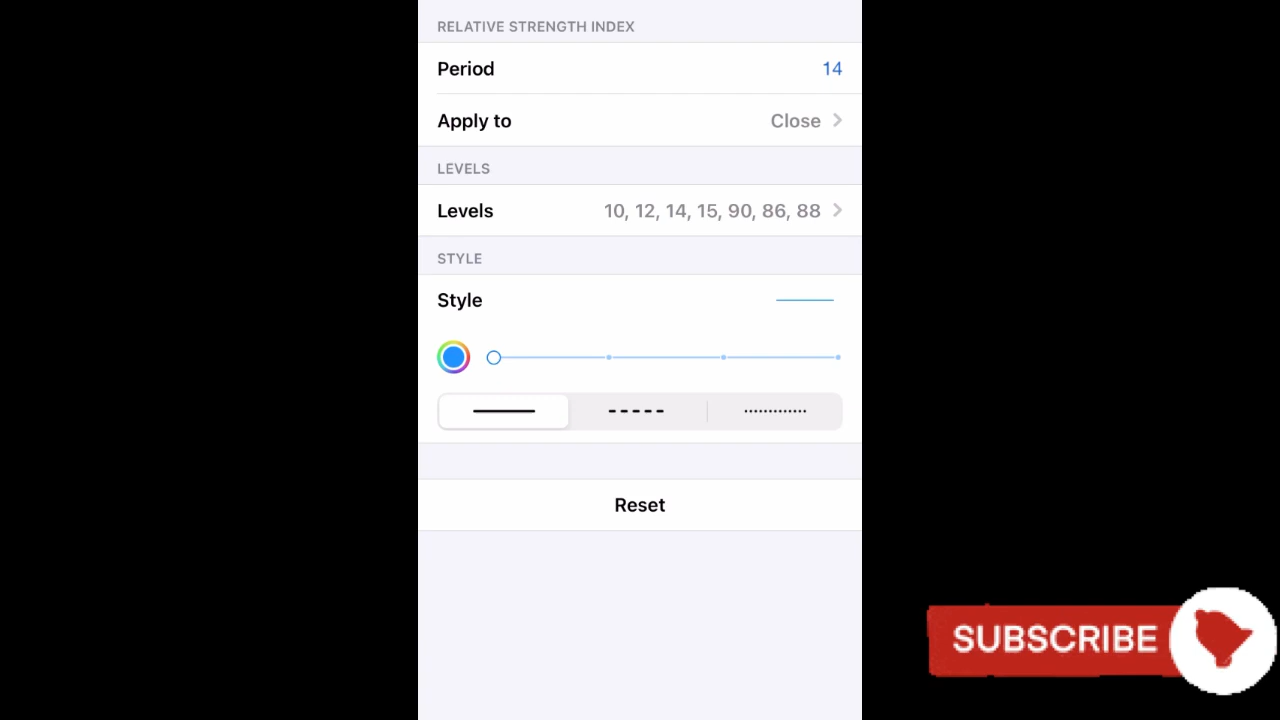 RELATIVE STRENGTH INDEX
Period 14
Apply to Close
LEVELS
Levels 10, 12, 14, 15, 90, 86, 88
STYLE
Style
Reset
SUBSCRIBE